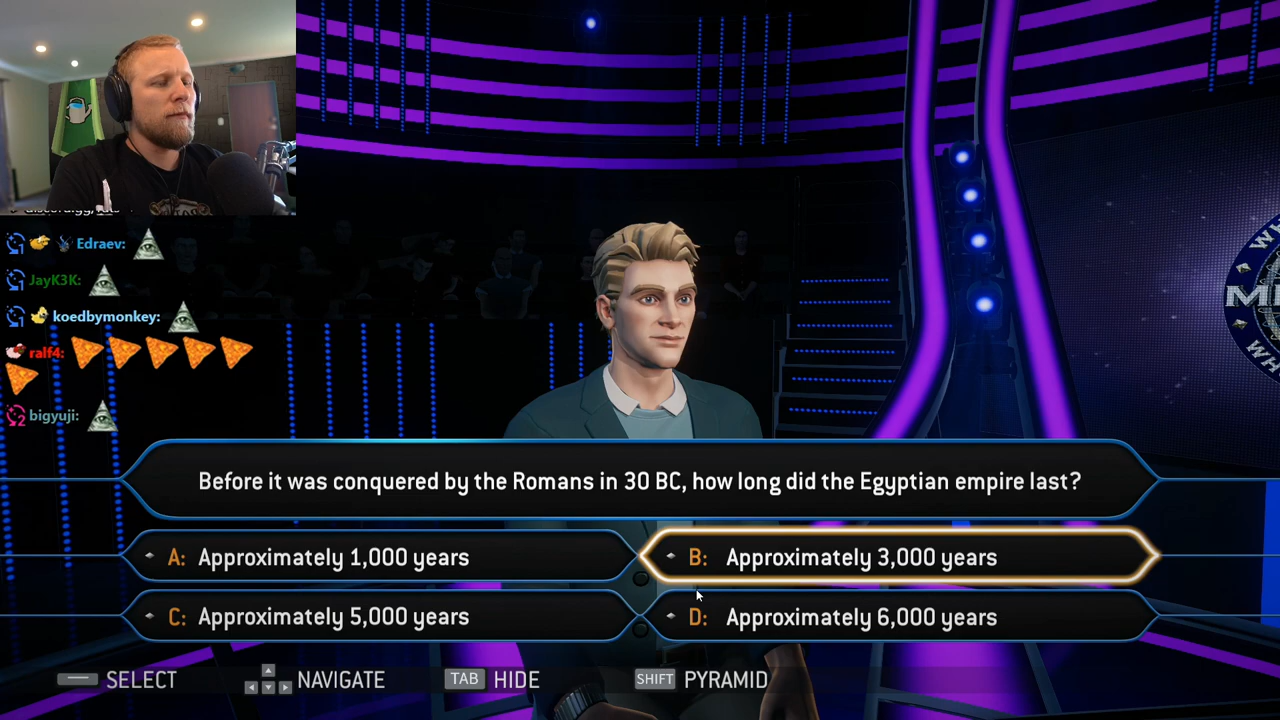 Edraev:
JayK3K:
koedbymonkey:
ralf4:
2 bigyuji:
Before it was conquered by the Romans in 30 BC, how long did the Egyptian empire last?
A: Approximately 1,000 years
B: Approximately 3,000 years
C: Approximately 5,000 years
D: Approximately 6,000 years
SELECT NAVIGATE TAB HIDE SHIFT PYRAMID